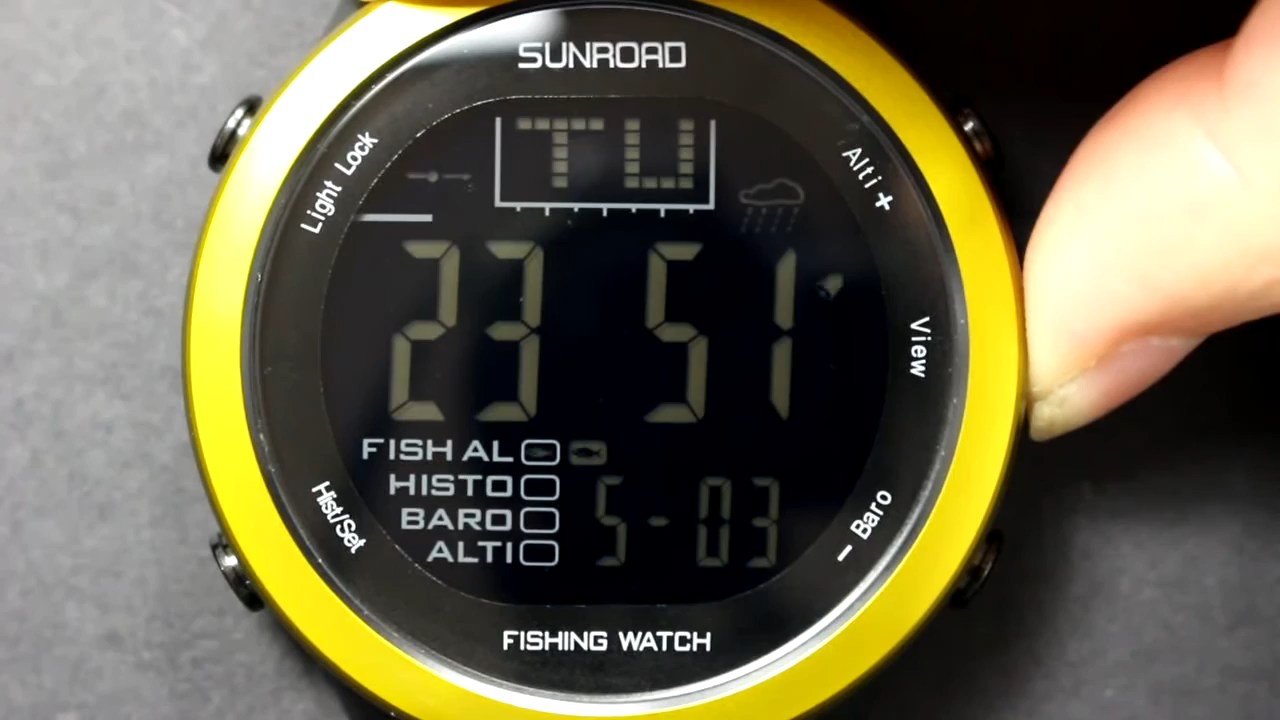 SUNROAD
TU
Light Lock
Alti +
23 51
View
FISH AL
HISTO
BARO
ALTI
5-03
Hist/Set
– Baro
FISHING WATCH